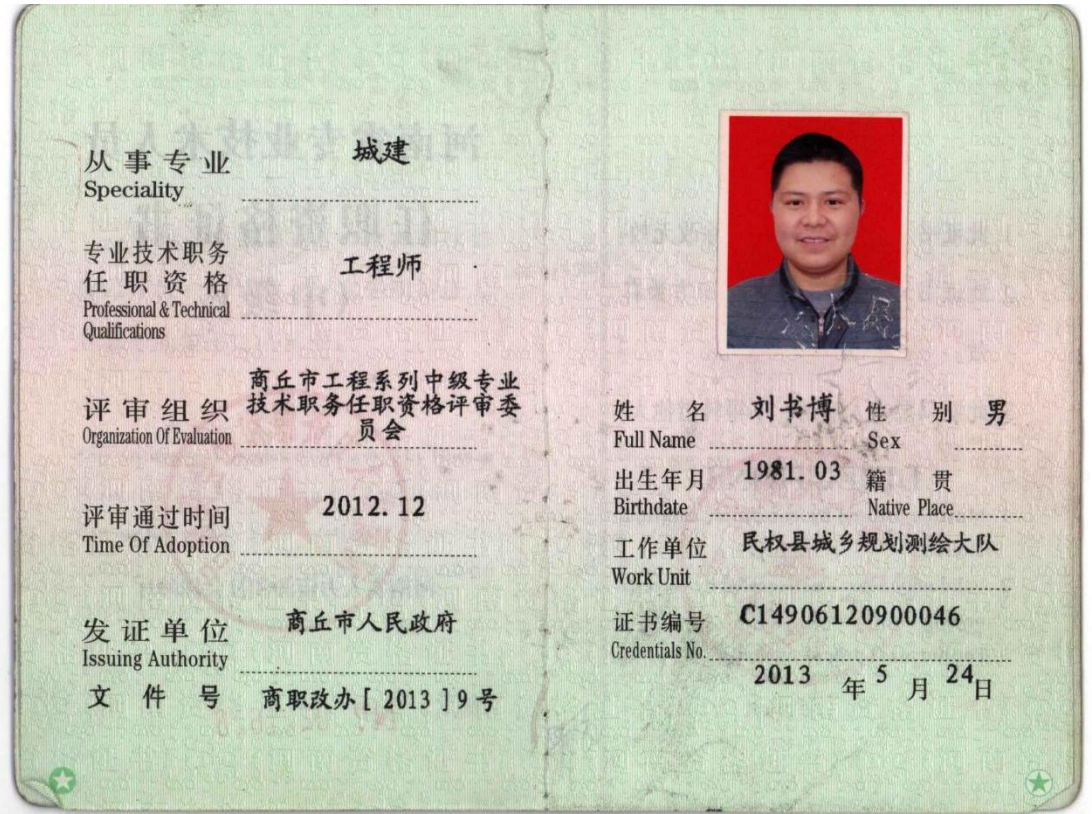 从事专业 城建
Speciality
专业技术职务
任职资格 工程师
Professional & Technical
Qualifications
商丘市工程系列中级专业
评审组织 技术职务任职资格评审委
Organization Of Evaluation 员会
评审通过时间 2012.12
Time Of Adoption
发证单位 商丘市人民政府
Issuing Authority
文件号 商职改办[2013]9号
姓名 刘书博 性别 男
Full Name Sex
出生年月 1981.03 籍贯
Birthdate Native Place
工作单位 民权县城乡规划测绘大队
Work Unit
证书编号 C14906120900046
Credentials No.
2013年5月24日